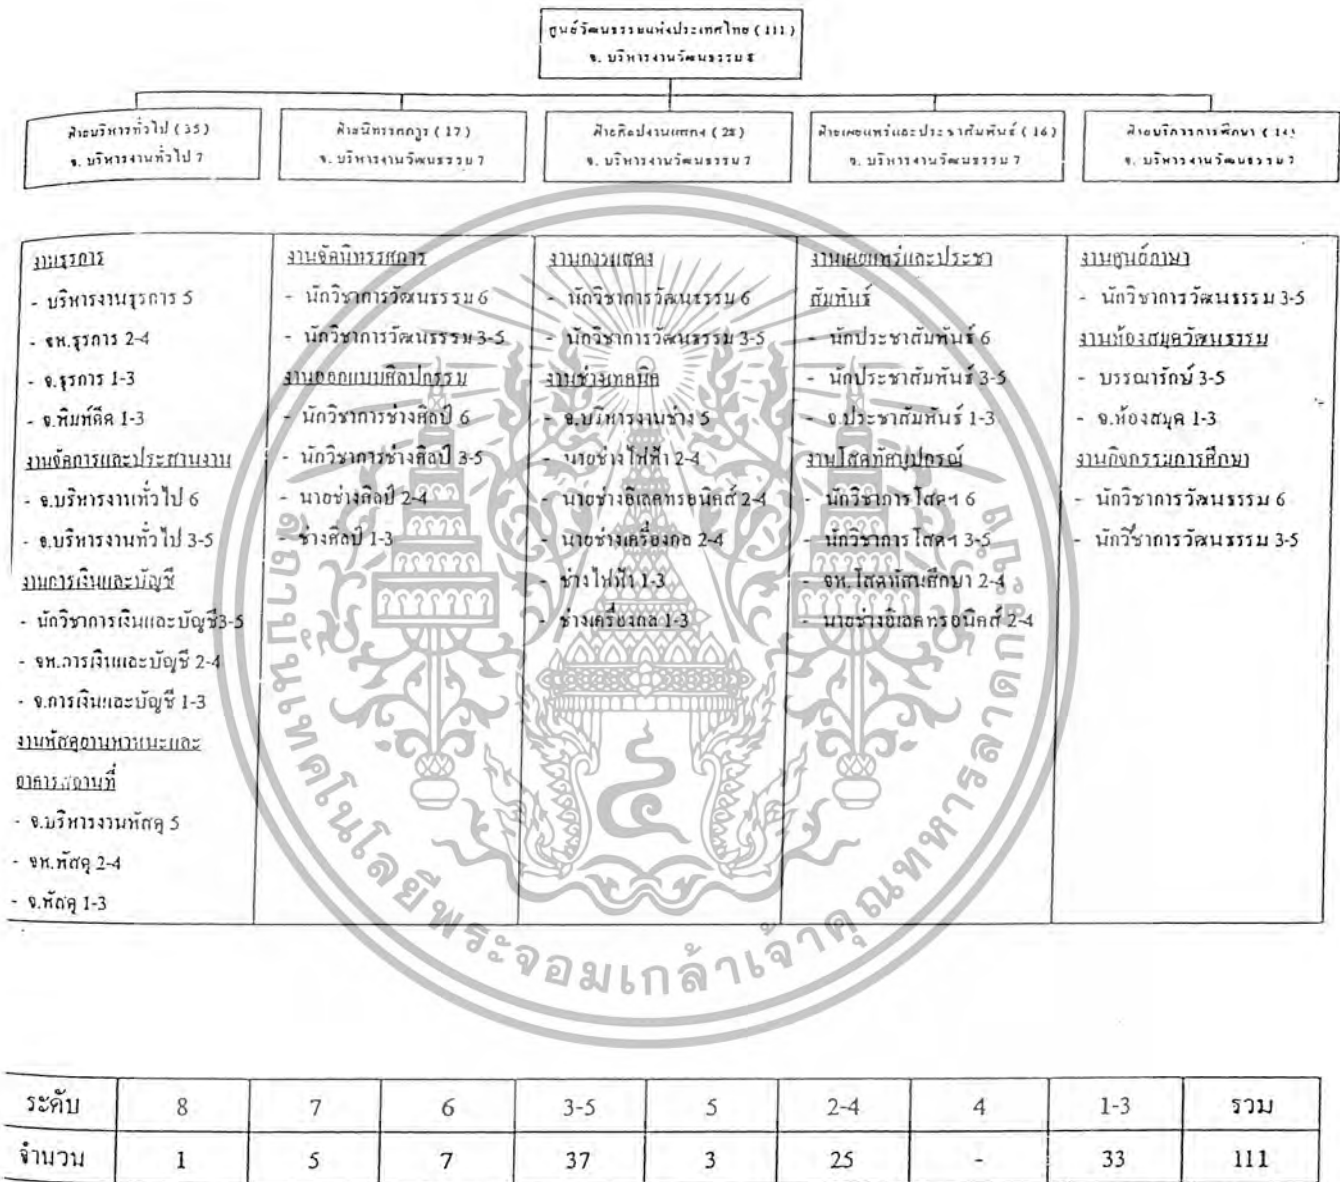 ศูนย์วัฒนธรรมแห่งประเทศไทย ( 111 )
จ. บริหารงานวัฒนธรรม 8
ฝ่ายบริหารทั่วไป ( 35 )
จ. บริหารงานทั่วไป 7
ฝ่ายนิทรรศการ ( 17 )
จ. บริหารงานวัฒนธรรม 7
ฝ่ายศิลปงานแสดง ( 28 )
จ. บริหารงานวัฒนธรรม 7
ฝ่ายเผยแพร่และประชาสัมพันธ์ ( 16 )
จ. บริหารงานวัฒนธรรม 7
ฝ่ายบริการการศึกษา ( 14 )
จ. บริหารงานวัฒนธรรม 7
งานธุรการ
- บริหารงานธุรการ 5
- จห.ธุรการ 2-4
- จ.ธุรการ 1-3
- จ.พิมพ์ดีด 1-3
งานจัดการและประสานงาน
- จ.บริหารงานทั่วไป 6
- จ.บริหารงานทั่วไป 3-5
งานการเงินและบัญชี
- นักวิชาการเงินและบัญชี3-5
- จห.การเงินและบัญชี 2-4
- จ.การเงินและบัญชี 1-3
งานพัสดุยานพาหนะและ
อาคารสถานที่
- จ.บริหารงานพัสดุ 5
- จห.พัสดุ 2-4
- จ.พัสดุ 1-3
งานจัดนิทรรศการ
- นักวิชาการวัฒนธรรม 6
- นักวิชาการวัฒนธรรม 3-5
งานออกแบบศิลปกรรม
- นักวิชาการช่างศิลป์ 6
- นักวิชาการช่างศิลป์ 3-5
- นายช่างศิลป์ 2-4
- ช่างศิลป์ 1-3
งานการแสดง
- นักวิชาการวัฒนธรรม 6
- นักวิชาการวัฒนธรรม 3-5
งานช่างเทคนิค
- จ.บริหารงานช่าง 5
- นายช่างไฟฟ้า 2-4
- นายช่างอิเลคทรอนิคส์ 2-4
- นายช่างเครื่องกล 2-4
- ช่างไฟฟ้า 1-3
- ช่างเครื่องกล 1-3
งานเผยแพร่และประชา
สัมพันธ์
- นักประชาสัมพันธ์ 6
- นักประชาสัมพันธ์ 3-5
- จ.ประชาสัมพันธ์ 1-3
งานโสตทัศนูปกรณ์
- นักวิชาการโสตฯ 6
- นักวิชาการโสตฯ 3-5
- จห.โสตทัศนศึกษา 2-4
- นายช่างอิเลคทรอนิคส์ 2-4
งานศูนย์ภาษา
- นักวิชาการวัฒนธรรม 3-5
งานห้องสมุดวัฒนธรรม
- บรรณารักษ์ 3-5
- จ.ห้องสมุด 1-3
งานกิจกรรมการศึกษา
- นักวิชาการวัฒนธรรม 6
- นักวิชาการวัฒนธรรม 3-5
สถาบันเทคโนโลยีพระจอมเกล้าเจ้าคุณทหารลาดกระบัง
ระดับ 8 7 6 3-5 5 2-4 4 1-3 รวม
จำนวน 1 5 7 37 3 25 - 33 111